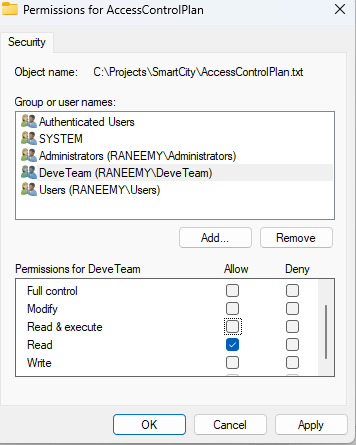 Permissions for AccessControlPlan
Security
Object name: C:\Projects\SmartCity\AccessControlPlan.txt
Group or user names:
Authenticated Users
SYSTEM
Administrators (RANEEMY\Administrators)
DeveTeam (RANEEMY\DeveTeam)
Users (RANEEMY\Users)
Add... Remove
Permissions for DeveTeam Allow Deny
Full control
Modify
Read & execute
Read
Write
OK Cancel Apply